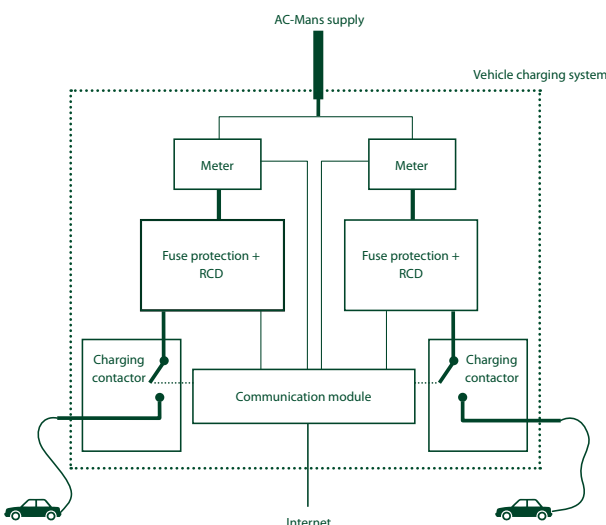 AC-Mans supply
Vehicle charging system
Meter
Meter
Fuse protection +
RCD
Fuse protection +
RCD
Charging
contactor
Charging
contactor
Communication module
Internet